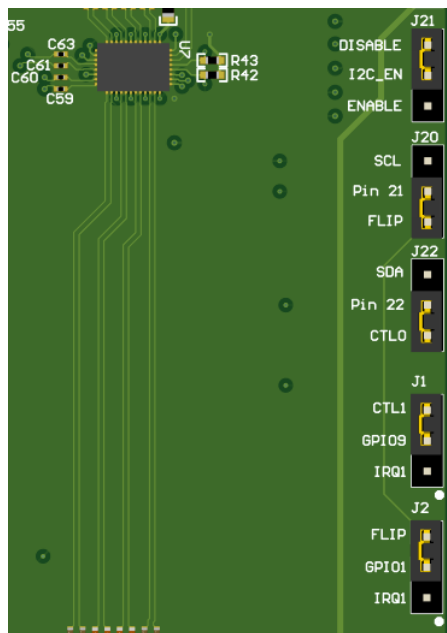 55
C63
C61
C60
C59
U7
R43
R42
J21
DISABLE
I2C_EN
ENABLE
J20
SCL
Pin 21
FLIP
J22
SDA
Pin 22
CTL0
J1
CTL1
GPIO9
IRQ1
J2
FLIP
GPIO1
IRQ1